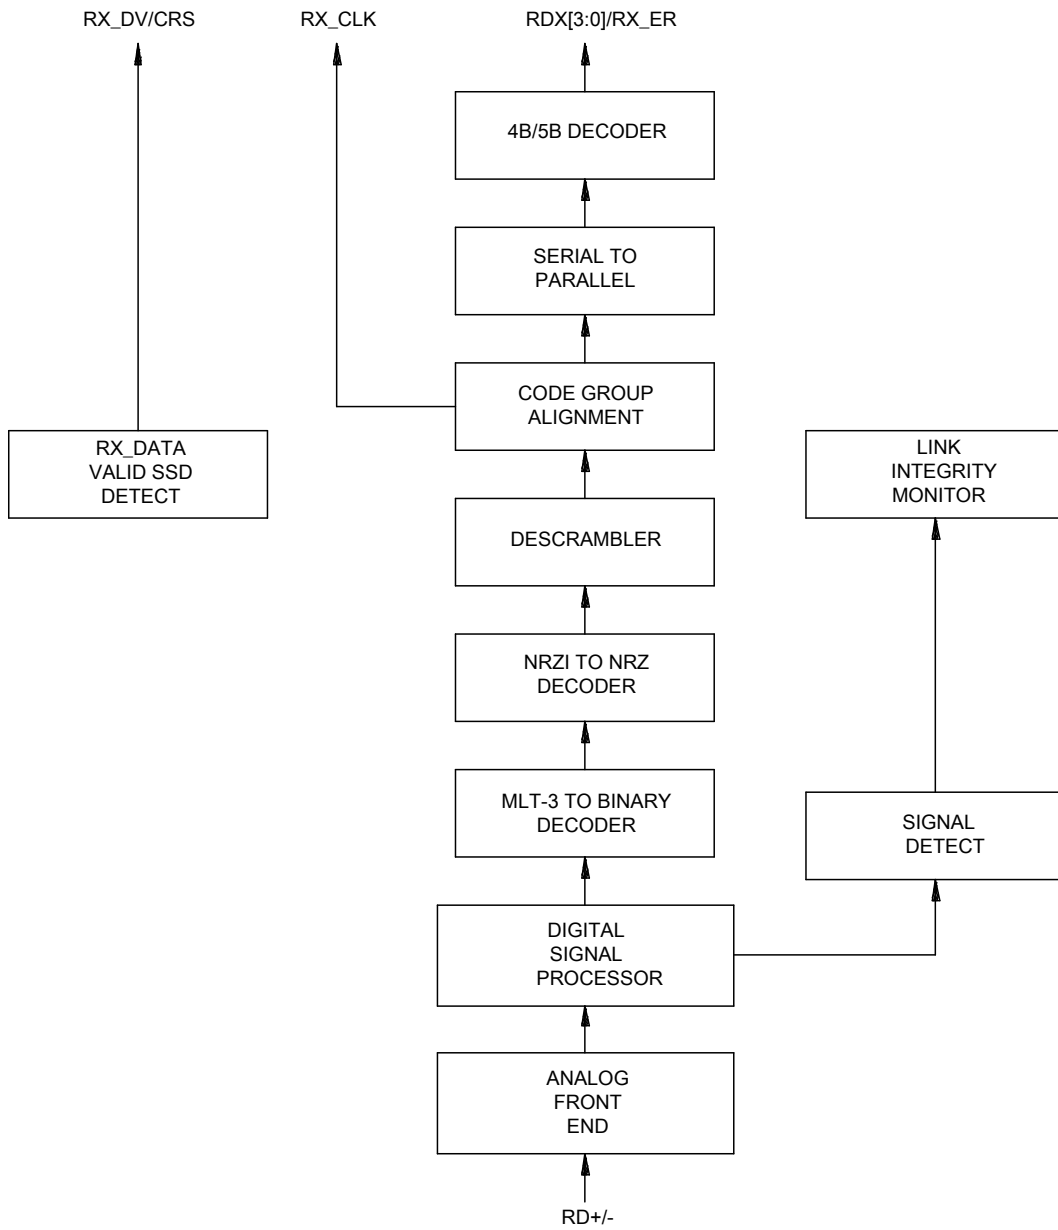 RX_DV/CRS
RX_CLK
RDX[3:0]/RX_ER
4B/5B DECODER
SERIAL TO
PARALLEL
CODE GROUP
ALIGNMENT
RX_DATA
VALID SSD
DETECT
LINK
INTEGRITY
MONITOR
DESCRAMBLER
NRZI TO NRZ
DECODER
MLT-3 TO BINARY
DECODER
SIGNAL
DETECT
DIGITAL
SIGNAL
PROCESSOR
ANALOG
FRONT
END
RD+/-